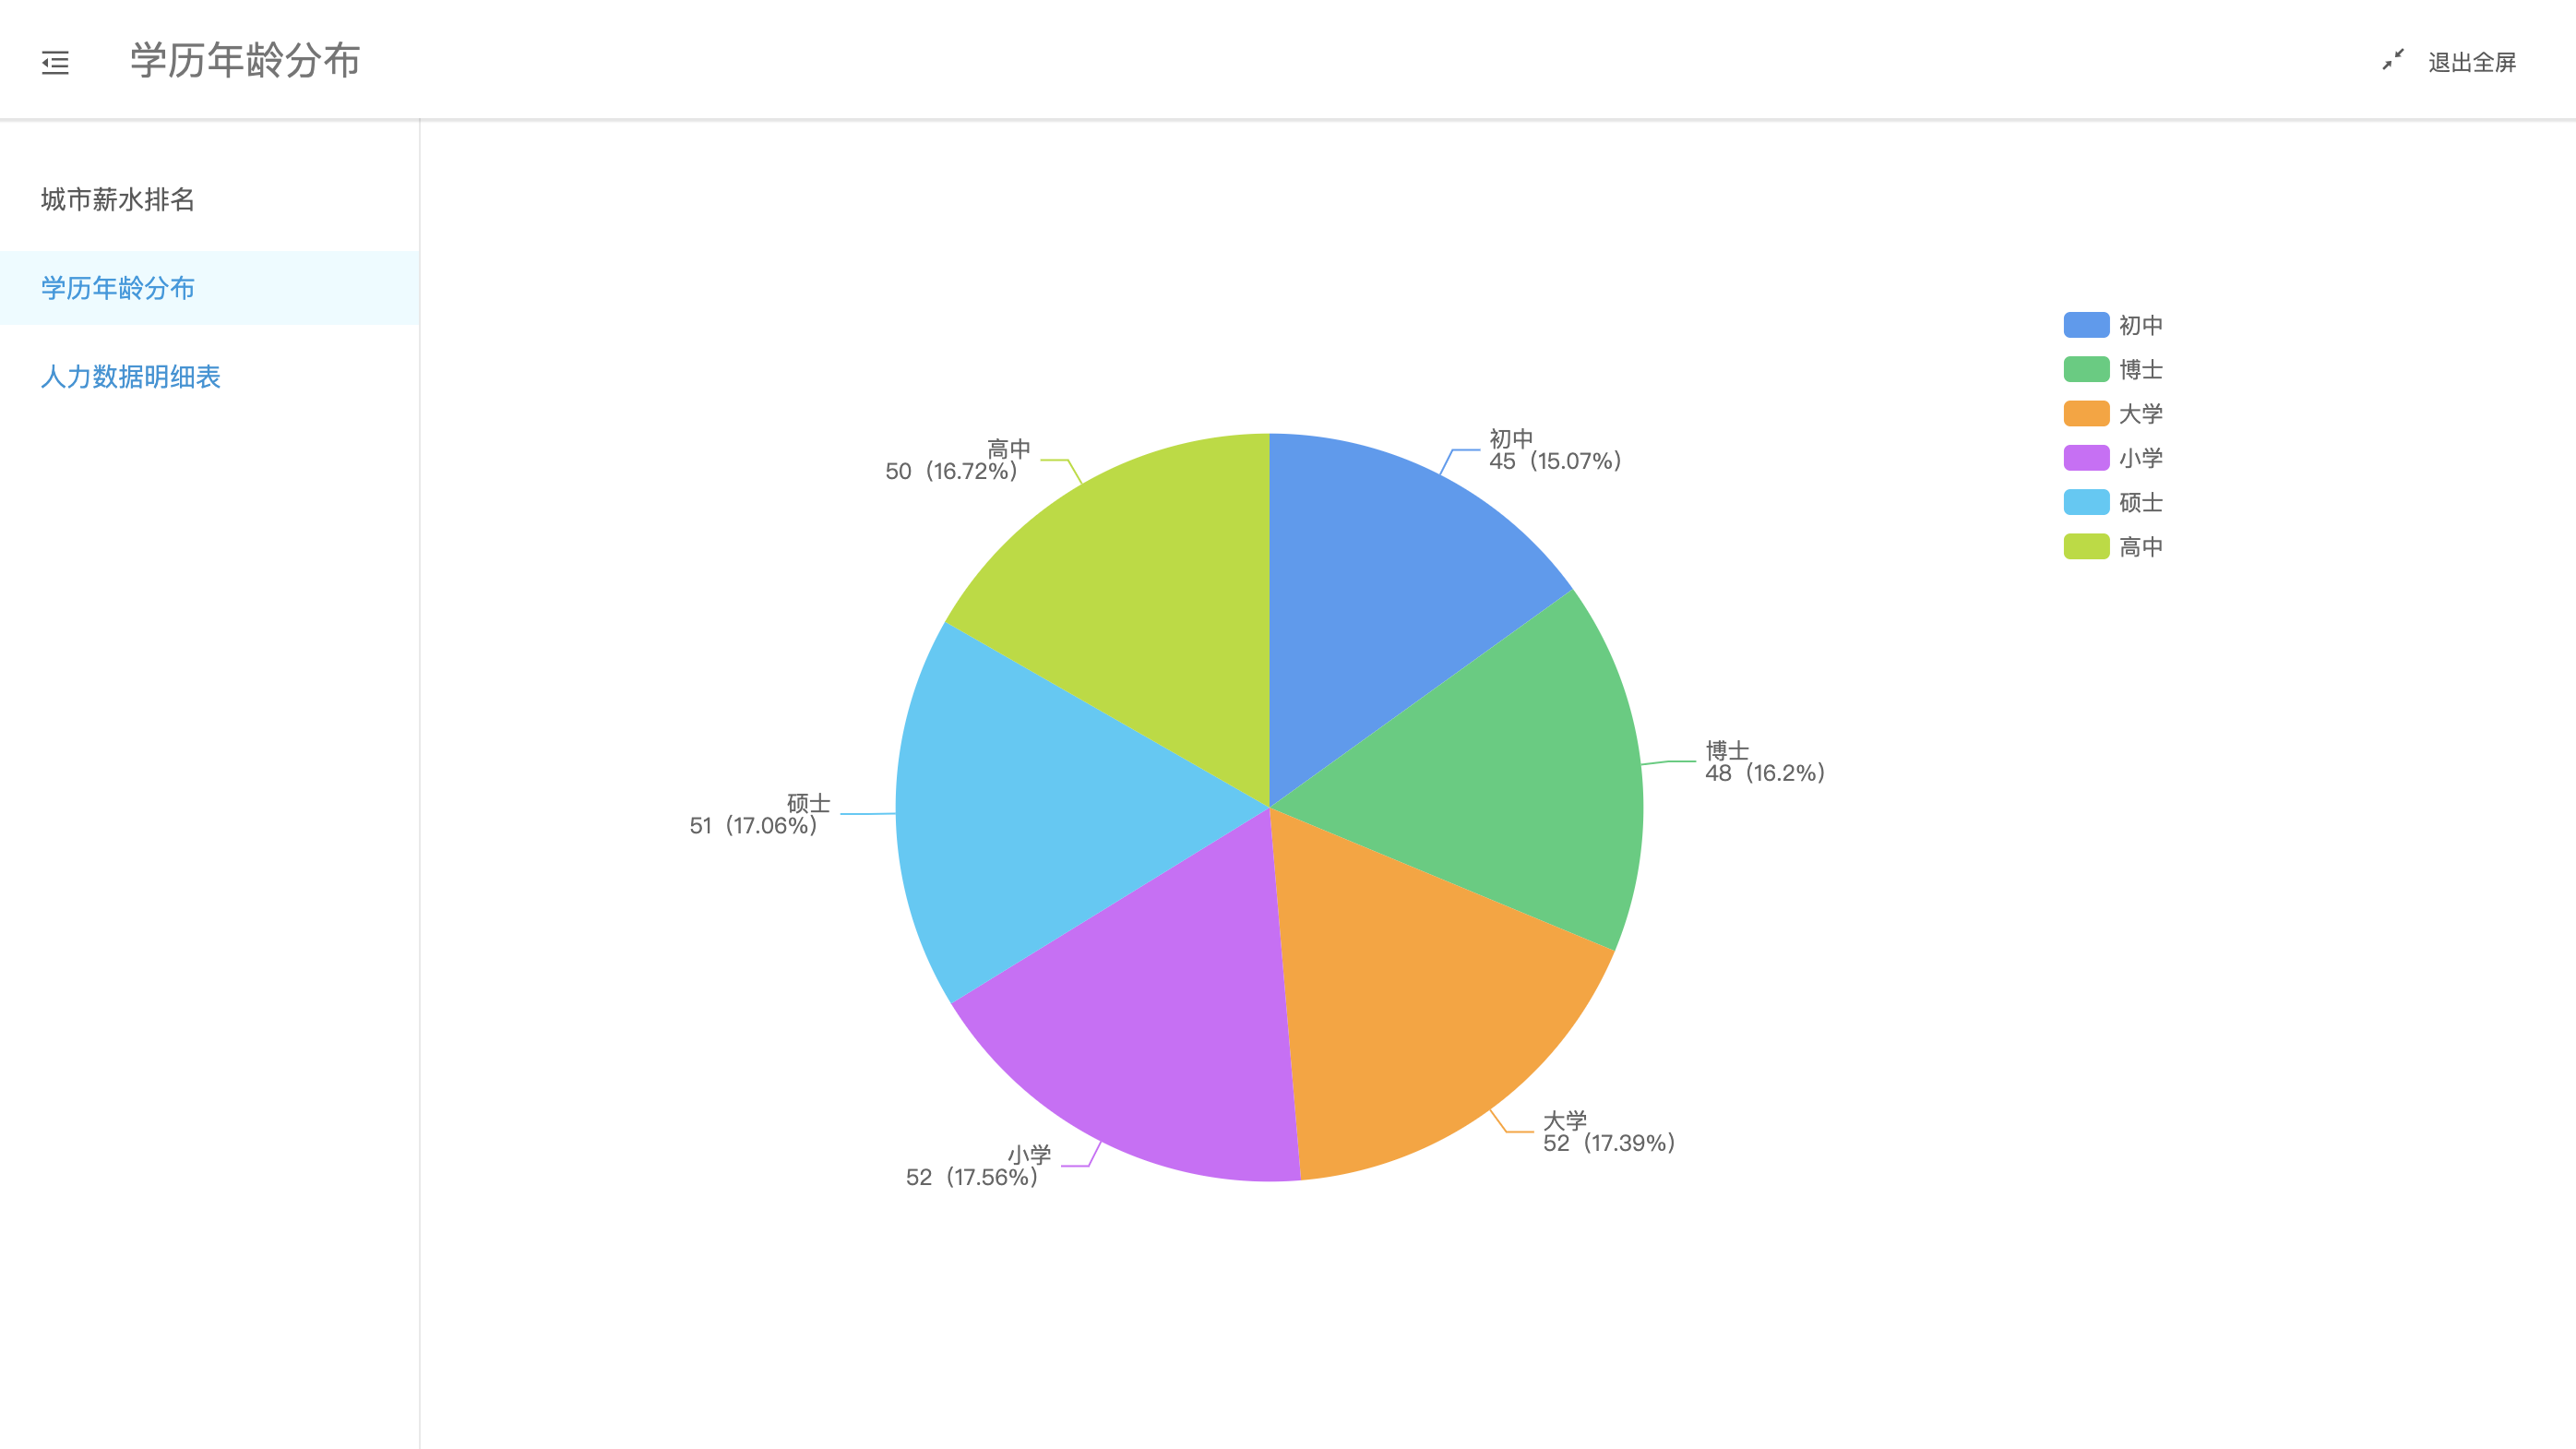 学历年龄分布
退出全屏
城市薪水排名
学历年龄分布
人力数据明细表
初中
博士
大学
小学
硕士
高中
初中
45（15.07%）
高中
50（16.72%）
博士
48（16.2%）
硕士
51（17.06%）
大学
52（17.39%）
小学
52（17.56%）